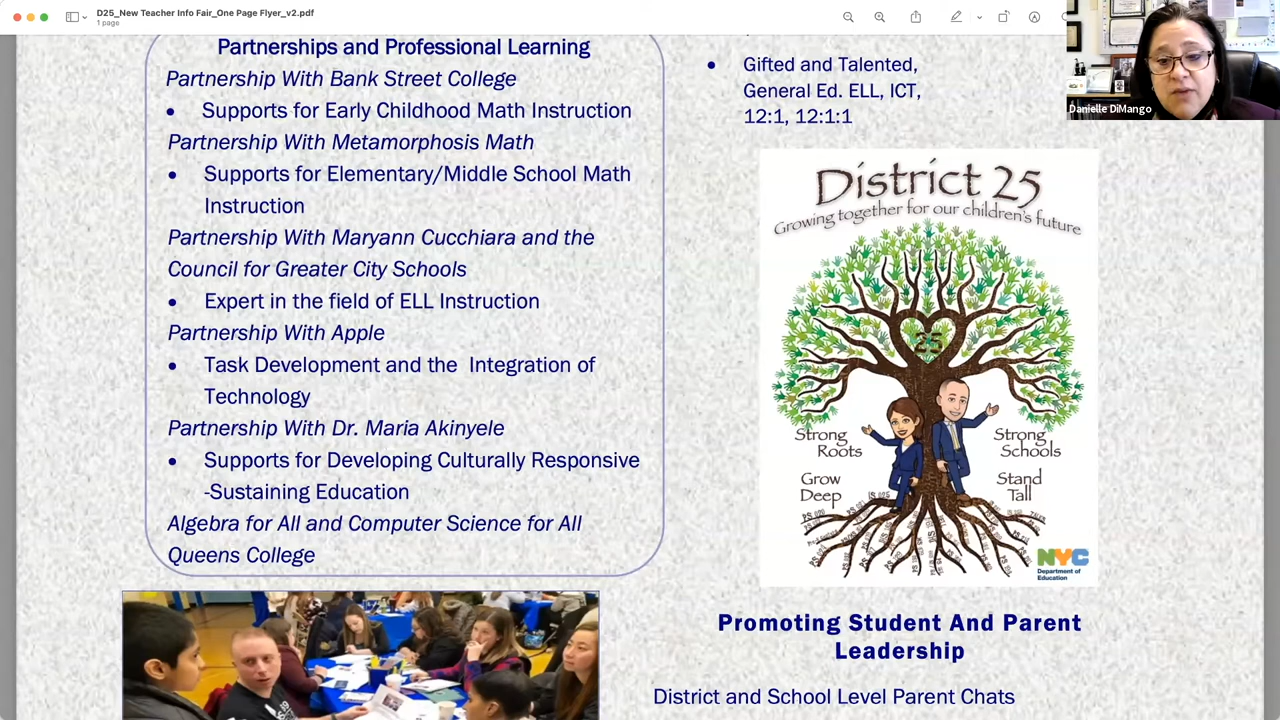 D25_New Teacher Info Fair_One Page Flyer_v2.pdf
1 page
Danielle DiMango
Partnerships and Professional Learning
Partnership With Bank Street College
• Supports for Early Childhood Math Instruction
Partnership With Metamorphosis Math
• Supports for Elementary/Middle School Math
Instruction
Partnership With Maryann Cucchiara and the
Council for Greater City Schools
• Expert in the field of ELL Instruction
Partnership With Apple
• Task Development and the Integration of
Technology
Partnership With Dr. Maria Akinyele
• Supports for Developing Culturally Responsive
-Sustaining Education
Algebra for All and Computer Science for All
Queens College
• Gifted and Talented,
General Ed. ELL, ICT,
12:1, 12:1:1
District 25
Growing together for our children's future
25
Strong
Roots
Grow
Deep
Strong
Schools
Stand
Tall
NYC
Department of
Education
Promoting Student And Parent
Leadership
District and School Level Parent Chats